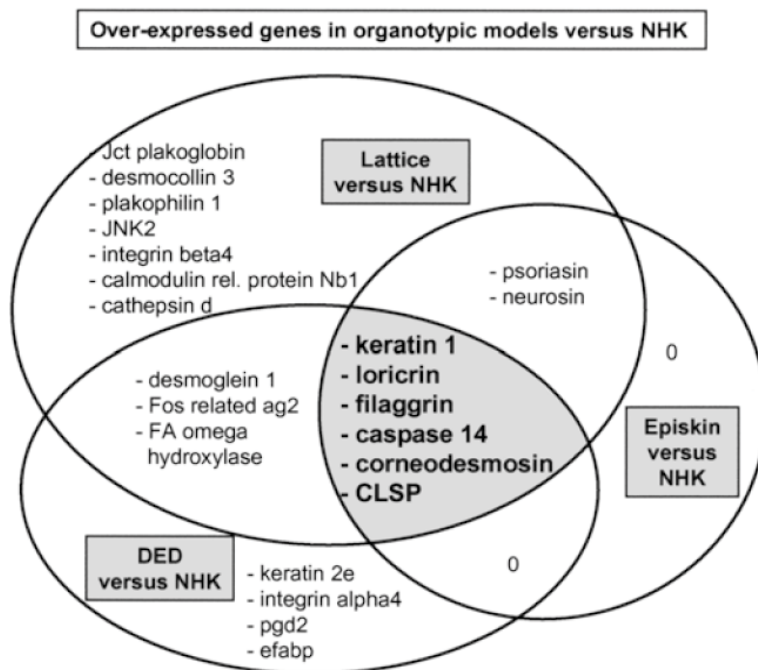 Over-expressed genes in organotypic models versus NHK
- Jct plakoglobin
- desmocollin 3
- plakophilin 1
- JNK2
- integrin beta4
- calmodulin rel. protein Nb1
- cathepsin d
Lattice
versus NHK
- psoriasin
- neurosin
- desmoglein 1
- Fos related ag2
- FA omega
hydroxylase
- keratin 1
- loricrin
- filaggrin
- caspase 14
- corneodesmosin
- CLSP
0
Episkin
versus
NHK
DED
versus NHK
- keratin 2e
- integrin alpha4
- pgd2
- efabp
0